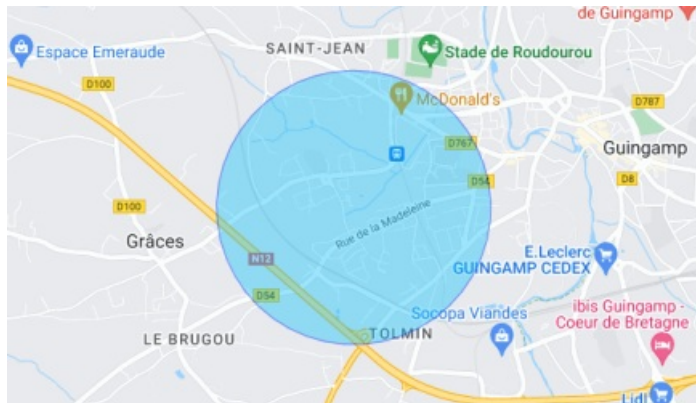 de Guingamp
Espace Emeraude
SAINT-JEAN
Stade de Roudourou
D100
McDonald's
D787
D767
Guingamp
D54
D8
D100
Rue de la Madeleine
Grâces
N12
E.Leclerc
GUINGAMP CEDEX
D54
ibis Guingamp -
Coeur de Bretagne
Socopa Viandes
LE BRUGOU
TOLMIN
Lidl